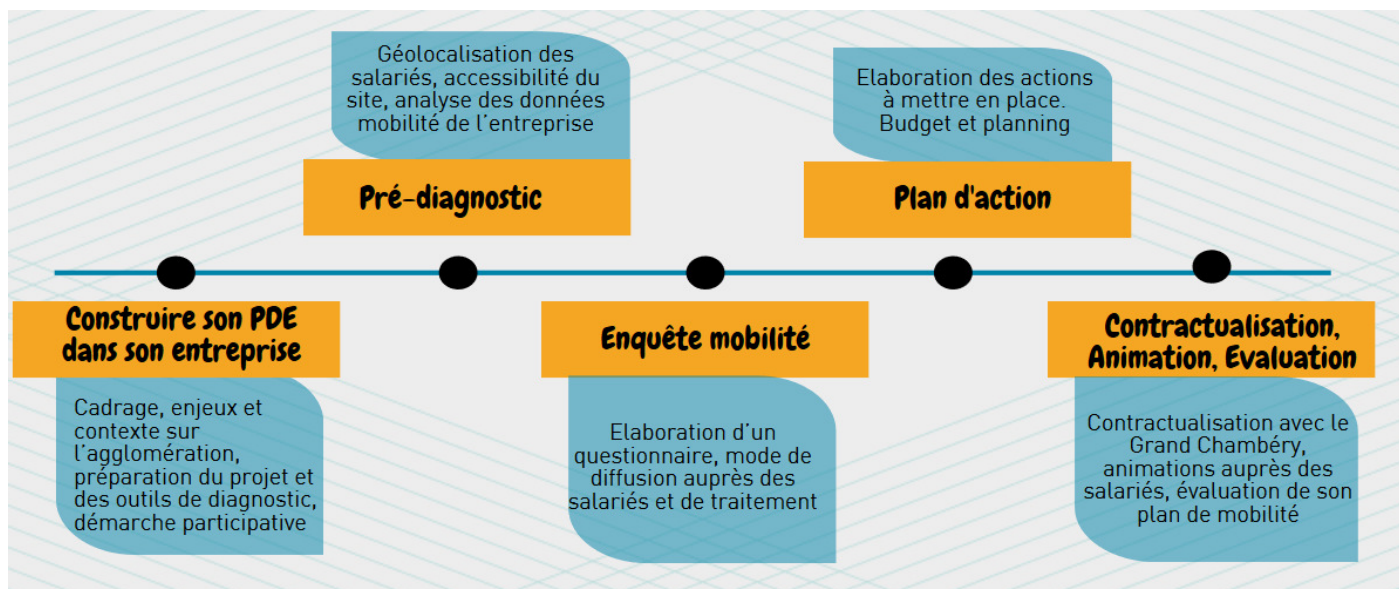 Géolocalisation des
salariés, accessibilité du
site, analyse des données
mobilité de l'entreprise
Pré-diagnostic
Elaboration des actions
à mettre en place.
Budget et planning
Plan d'action
Construire son PDE
dans son entreprise
Cadrage, enjeux et
contexte sur
l'agglomération,
préparation du projet et
des outils de diagnostic,
démarche participative
Enquête mobilité
Elaboration d'un
questionnaire, mode de
diffusion auprès des
salariés et de traitement
Contractualisation,
Animation, Evaluation
Contractualisation avec le
Grand Chambéry,
animations auprès des
salariés, évaluation de son
plan de mobilité